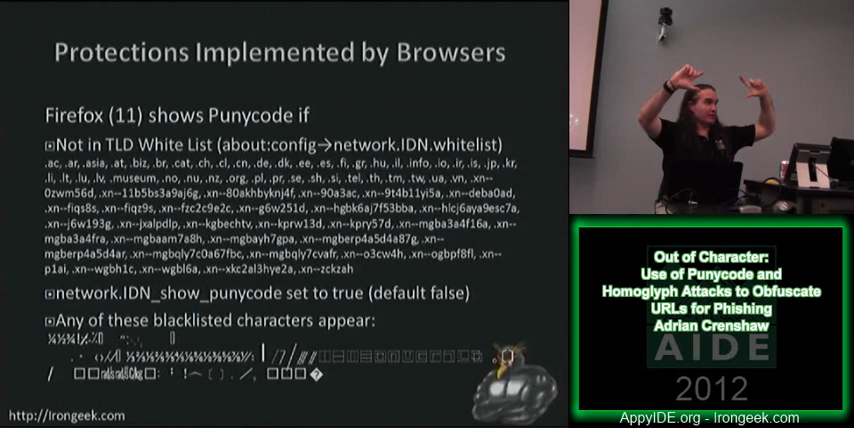 Protections Implemented by Browsers
Firefox (11) shows Punycode if
Not in TLD White List (about:config→network.IDN.whitelist)
.ac, .ar, .asia, .at, .biz, .br, .cat, .ch, .cl, .cn, .de, .dk, .ee, .es, .fi, .gr, .hu, .il, .info, .io, .ir, .is, .jp, .kr,
.li, .lt, .lu, .lv, .museum, .no, .nu, .nz, .org, .pl, .pr, .se, .sh, .si, .tel, .th, .tm, .tw, .ua, .vn, .xn--
0zwm56d, .xn--11b5bs3a9aj6g, .xn--80akhbyknj4f, .xn--90a3ac, .xn--9t4b11yi5a, .xn--deba0ad,
.xn--fiqs8s, .xn--fiqz9s, .xn--fzc2c9e2c, .xn--g6w251d, .xn--hgbk6aj7f53bba, .xn--hlcj6aya9esc7a,
.xn--j6w193g, .xn--jxalpdlp, .xn--kgbechtv, .xn--kprw13d, .xn--kpry57d, .xn--mgba3a4f16a, .xn--
mgba3a4fra, .xn--mgbaam7a8h, .xn--mgbayh7gpa, .xn--mgberp4a5d4a87g, .xn--
mgberp4a5d4ar, .xn--mgbqly7c0a67fbc, .xn--mgbqly7cvafr, .xn--o3cw4h, .xn--ogbpf8fl, .xn--
p1ai, .xn--wgbh1c, .xn--wgbl6a, .xn--xkc2al3hye2a, .xn--zckzah
network.IDN_show_punycode set to true (default false)
Any of these blacklisted characters appear:
http://Irongeek.com
Out of Character:
Use of Punycode and
Homoglyph Attacks to Obfuscate
URLs for Phishing
Adrian Crenshaw
AIDE
2012
AppyIDE.org - Irongeek.com